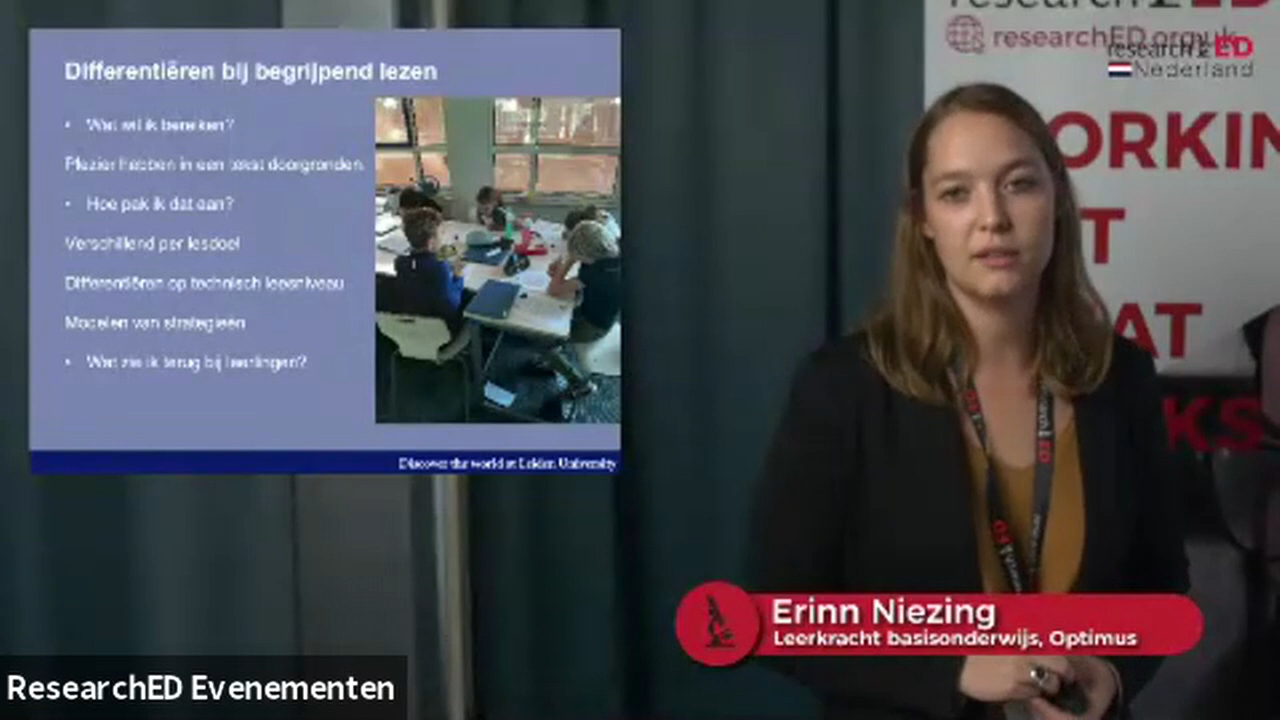 Differentiëren bij begrijpend lezen
• Wat wil ik bereiken?
Plezier hebben in een tekst doorgronden
• Hoe pak ik dat aan?
Verschillend per lesdoel
Differentiëren op technisch leesniveau
Modelen van strategieën
• Wat zie ik terug bij leerlingen?
Discover the world at Leiden University
researchED.org.uk
researchED
Nederland
ORKIN
T
AT
KS
Erinn Niezing
Leerkracht basisonderwijs, Optimus
ResearchED Evenementen